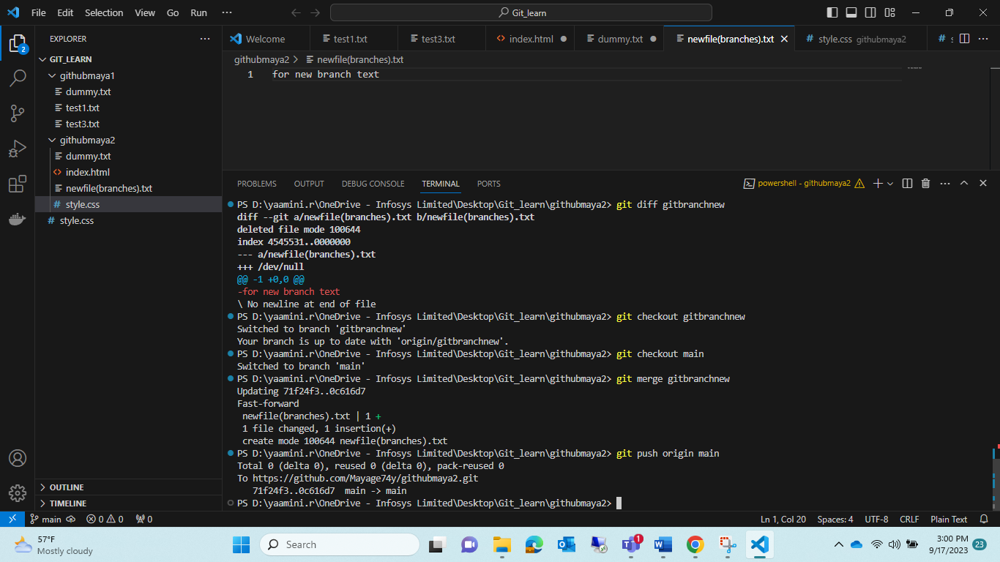 File Edit Selection View Go Run ··· Git_learn
EXPLORER ···
Welcome test1.txt test3.txt index.html dummy.txt newfile(branches).txt style.css githubmaya2 s ···
2
GIT_LEARN
githubmaya1
dummy.txt
test1.txt
test3.txt
githubmaya2
dummy.txt
index.html
newfile(branches).txt
style.css
style.css
OUTLINE
TIMELINE
githubmaya2 > newfile(branches).txt
1 for new branch text
PROBLEMS OUTPUT DEBUG CONSOLE TERMINAL PORTS powershell - githubmaya2 ···
PS D:\yaamini.r\OneDrive - Infosys Limited\Desktop\Git_learn\githubmaya2> git diff gitbranchnew
diff --git a/newfile(branches).txt b/newfile(branches).txt
deleted file mode 100644
index 4545531..0000000
--- a/newfile(branches).txt
+++ /dev/null
@@ -1 +0,0 @@
-for new branch text
\ No newline at end of file
PS D:\yaamini.r\OneDrive - Infosys Limited\Desktop\Git_learn\githubmaya2> git checkout gitbranchnew
Switched to branch 'gitbranchnew'
Your branch is up to date with 'origin/gitbranchnew'.
PS D:\yaamini.r\OneDrive - Infosys Limited\Desktop\Git_learn\githubmaya2> git checkout main
Switched to branch 'main'
PS D:\yaamini.r\OneDrive - Infosys Limited\Desktop\Git_learn\githubmaya2> git merge gitbranchnew
Updating 71f24f3..0c616d7
Fast-forward
newfile(branches).txt | 1 +
1 file changed, 1 insertion(+)
create mode 100644 newfile(branches).txt
PS D:\yaamini.r\OneDrive - Infosys Limited\Desktop\Git_learn\githubmaya2> git push origin main
Total 0 (delta 0), reused 0 (delta 0), pack-reused 0
To https://github.com/Mayage74y/githubmaya2.git
71f24f3..0c616d7 main -> main
PS D:\yaamini.r\OneDrive - Infosys Limited\Desktop\Git_learn\githubmaya2>
main 0 0 0 Ln 1, Col 20 Spaces: 4 UTF-8 CRLF Plain Text
57°F
Mostly cloudy
Search
1
3:00 PM
9/17/2023
23